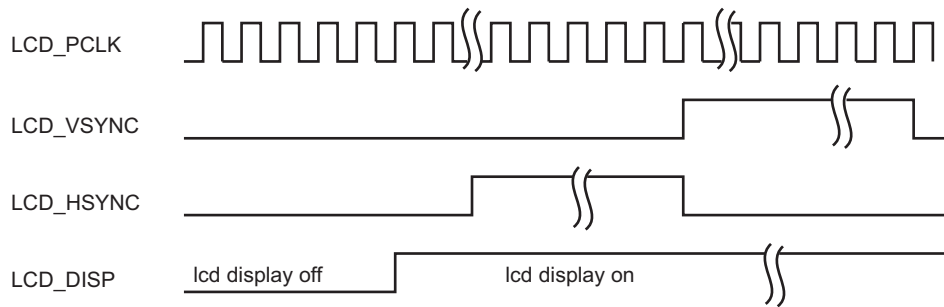 LCD_PCLK
LCD_VSYNC
LCD_HSYNC
LCD_DISP lcd display off lcd display on